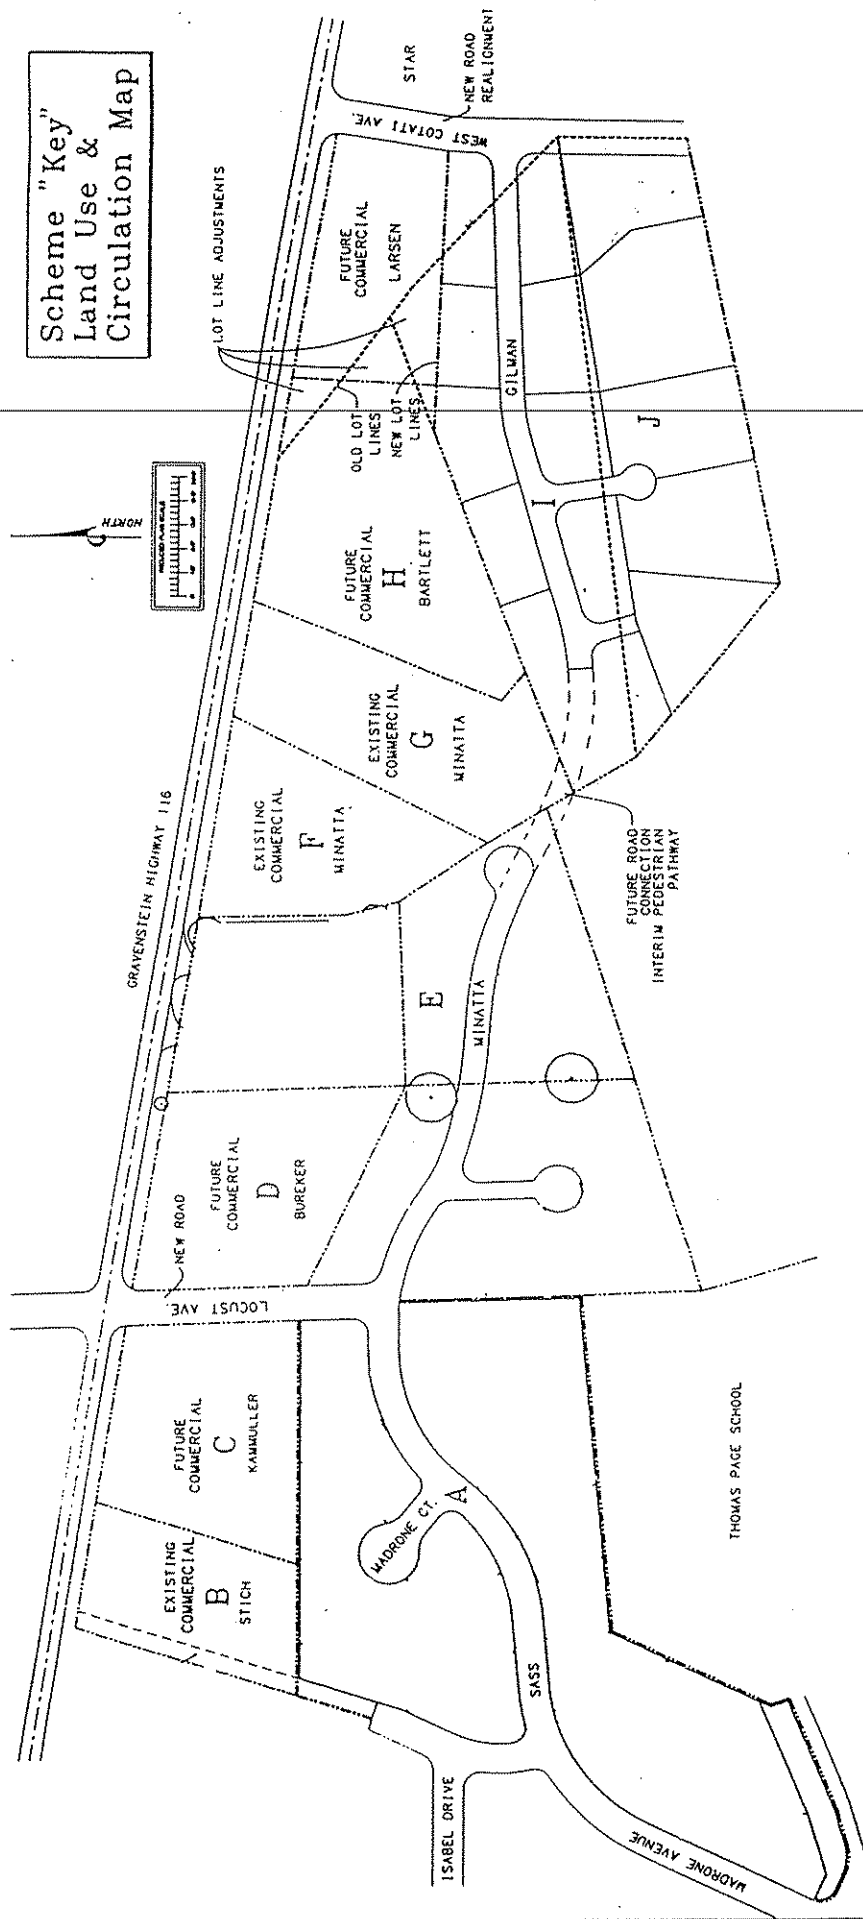 Scheme "Key"
Land Use &
Circulation Map
STAR
NEW ROAD
REALIGNMENT
WEST COTATI AVE.
LOT LINE ADJUSTMENTS
FUTURE
COMMERCIAL
LARSEN
OLD LOT
LINES
NEW LOT
LINES
GILMAN
I
J
NORTH
FUTURE
COMMERCIAL
H
BARTLETT
EXISTING
COMMERCIAL
G
MINATTA
EXISTING
COMMERCIAL
F
MINATTA
GRAVENSTEIN HIGHWAY 116
FUTURE ROAD
CONNECTION
INTERIM PEDESTRIAN
PATHWAY
E
MINATTA
FUTURE
COMMERCIAL
D
BUREKER
NEW ROAD
LOCUST AVE.
FUTURE
COMMERCIAL
C
KAMMULLER
EXISTING
COMMERCIAL
B
STICH
MADRONE CT.
A
SASS
THOMAS PAGE SCHOOL
ISABEL DRIVE
MADRONE AVENUE